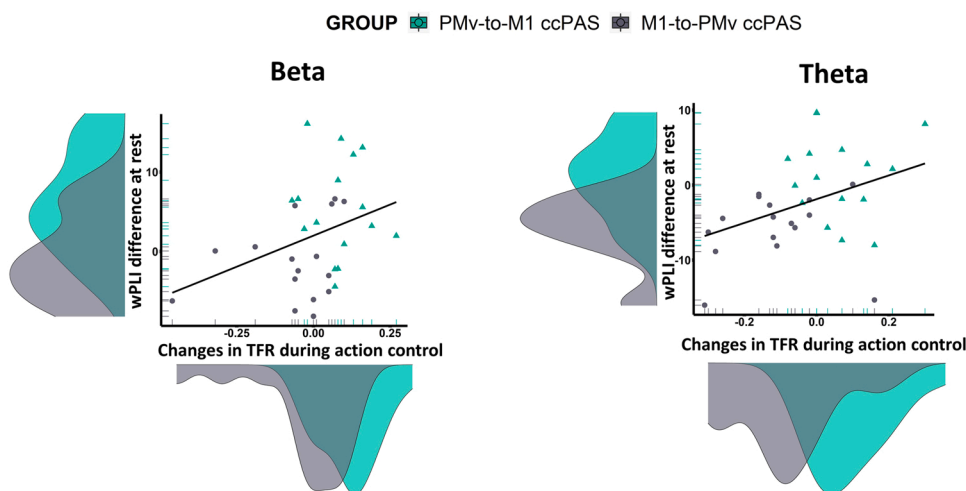 GROUP PMv-to-M1 ccPAS M1-to-PMv ccPAS
Beta
wPLI difference at rest
10
0
-0.25 0.00 0.25
Changes in TFR during action control
Theta
wPLI difference at rest
10
0
-10
-0.2 0.0 0.2
Changes in TFR during action control